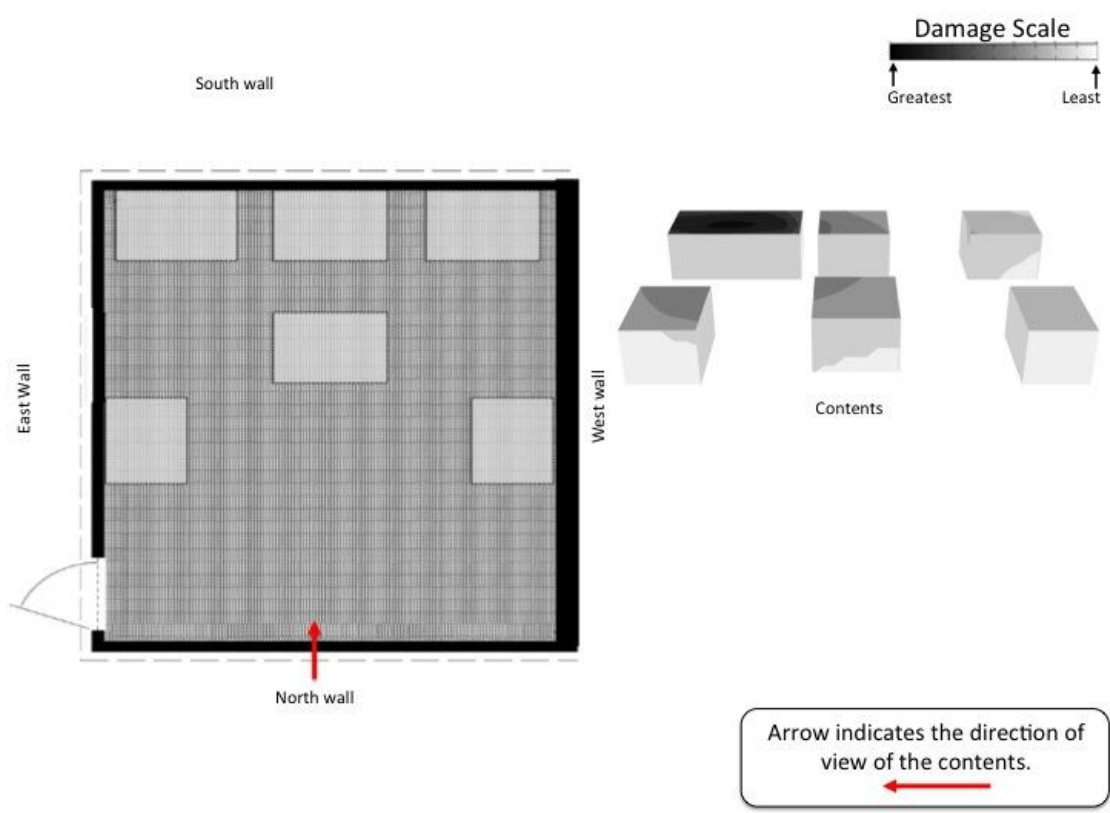 Damage Scale
Greatest
Least
South wall
East Wall
West wall
Contents
North wall
Arrow indicates the direction of
view of the contents.